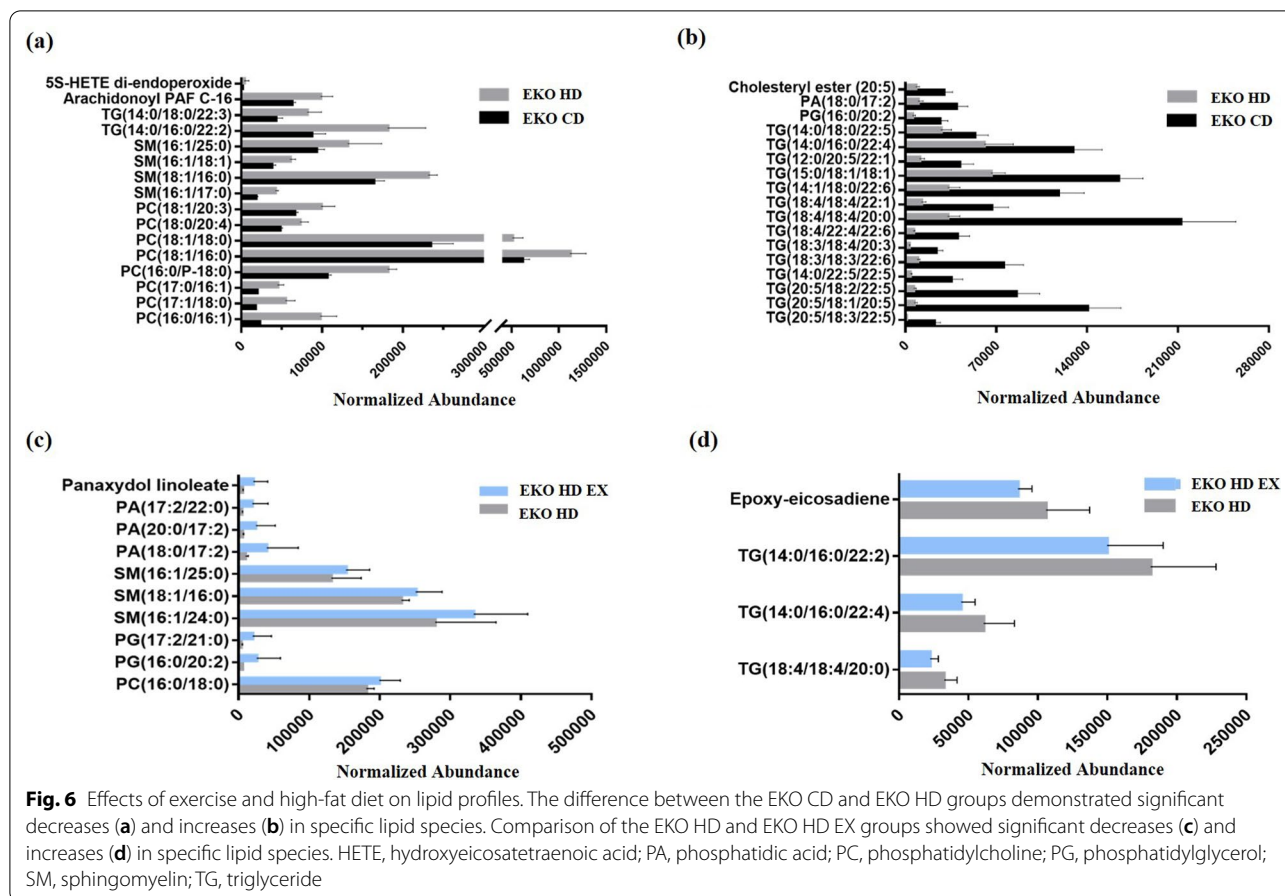 (a)
5S-HETE di-endoperoxide
Arachidonoyl PAF C-16
TG(14:0/18:0/22:3)
TG(14:0/16:0/22:2)
SM(16:1/25:0)
SM(16:1/18:1)
SM(18:1/16:0)
SM(16:1/17:0)
PC(18:1/20:3)
PC(18:0/20:4)
PC(18:1/18:0)
PC(18:1/16:0)
PC(16:0/P-18:0)
PC(17:0/16:1)
PC(17:1/18:0)
PC(16:0/16:1)
EKO HD
EKO CD
0 100000 200000 300000 500000 1000000 1500000
Normalized Abundance
(b)
Cholesteryl ester (20:5)
PA(18:0/17:2)
PG(16:0/20:2)
TG(14:0/18:0/22:5)
TG(14:0/16:0/22:4)
TG(12:0/20:5/22:1)
TG(15:0/18:1/18:1)
TG(14:1/18:0/22:6)
TG(18:4/18:4/22:1)
TG(18:4/18:4/20:0)
TG(18:4/22:4/22:6)
TG(18:3/18:4/20:3)
TG(18:3/18:3/22:6)
TG(14:0/22:5/22:5)
TG(20:5/18:2/22:5)
TG(20:5/18:1/20:5)
TG(20:5/18:3/22:5)
EKO HD
EKO CD
0 70000 140000 210000 280000
Normalized Abundance
(c)
Panaxydol linoleate
PA(17:2/22:0)
PA(20:0/17:2)
PA(18:0/17:2)
SM(16:1/25:0)
SM(18:1/16:0)
SM(16:1/24:0)
PG(17:2/21:0)
PG(16:0/20:2)
PC(16:0/18:0)
EKO HD EX
EKO HD
0 100000 200000 300000 400000 500000
Normalized Abundance
(d)
Epoxy-eicosadiene
TG(14:0/16:0/22:2)
TG(14:0/16:0/22:4)
TG(18:4/18:4/20:0)
EKO HD EX
EKO HD
0 50000 100000 150000 200000 250000
Normalized Abundance
Fig. 6 Effects of exercise and high-fat diet on lipid profiles. The difference between the EKO CD and EKO HD groups demonstrated significant
decreases (a) and increases (b) in specific lipid species. Comparison of the EKO HD and EKO HD EX groups showed significant decreases (c) and
increases (d) in specific lipid species. HETE, hydroxyeicosatetraenoic acid; PA, phosphatidic acid; PC, phosphatidylcholine; PG, phosphatidylglycerol;
SM, sphingomyelin; TG, triglyceride